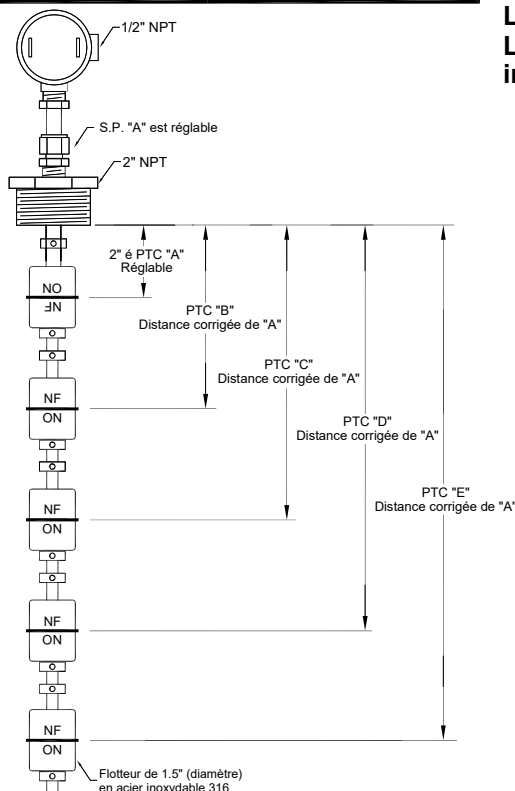 L
L
1/2" NPT
S.P. "A" est réglable
2" NPT
2" é PTC "A"
Réglable
PTC "B"
Distance corrigée de "A"
PTC "C"
Distance corrigée de "A"
PTC "D"
Distance corrigée de "A"
PTC "E"
Distance corrigée de "A"
NO
NF
NF
ON
NF
ON
NF
ON
NF
ON
Flotteur de 1.5" (diamètre)
en acier inoxydable 316